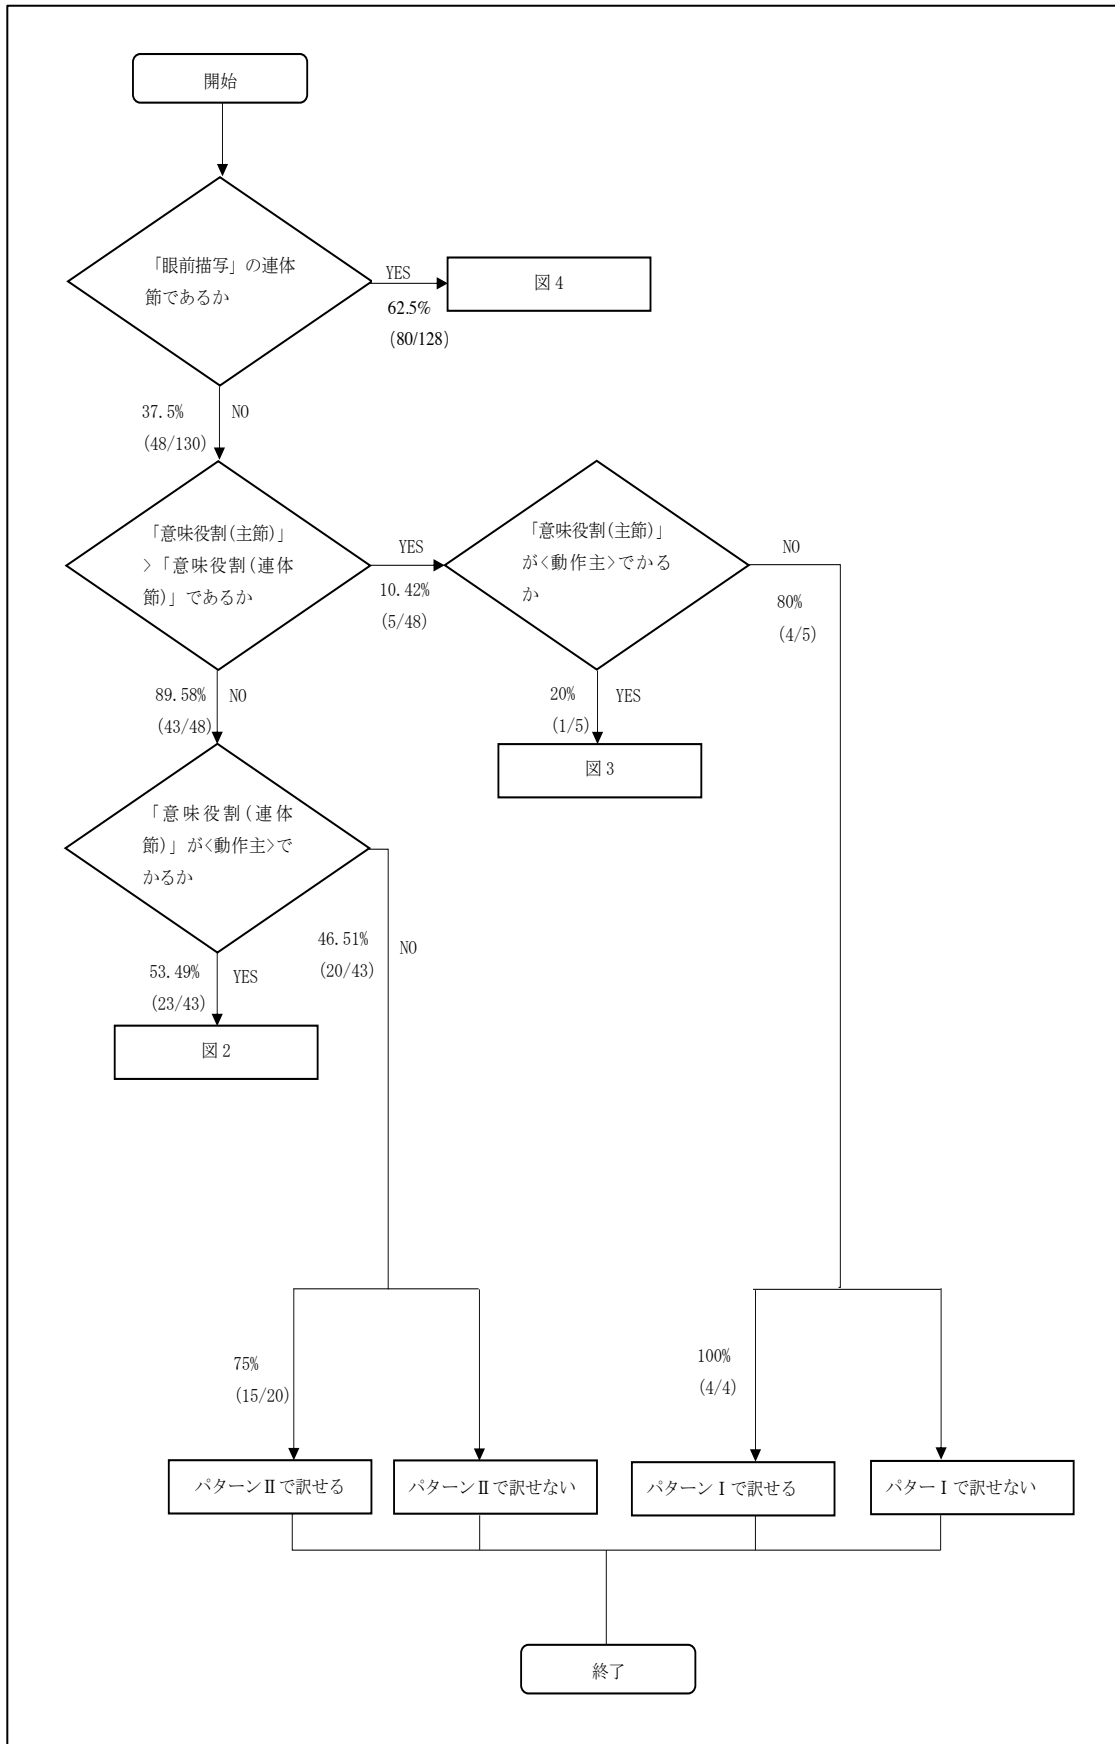 開始
「眼前描写」の連体
節であるか
YES
62.5%
(80/128)
図4
37.5%
NO
(48/130)
「意味役割(主節)」
>「意味役割(連体
節)」であるか
YES
10.42%
(5/48)
「意味役割(主節)」
が<動作主>でかる
か
NO
80%
(4/5)
89.58%
NO
(43/48)
20%
YES
(1/5)
図3
「意味役割(連体
節)」が<動作主>で
かるか
46.51%
NO
(20/43)
53.49%
YES
(23/43)
図2
75%
(15/20)
100%
(4/4)
パターンⅡで訳せる
パターンⅡで訳せない
パターンⅠで訳せる
パターⅠで訳せない
終了